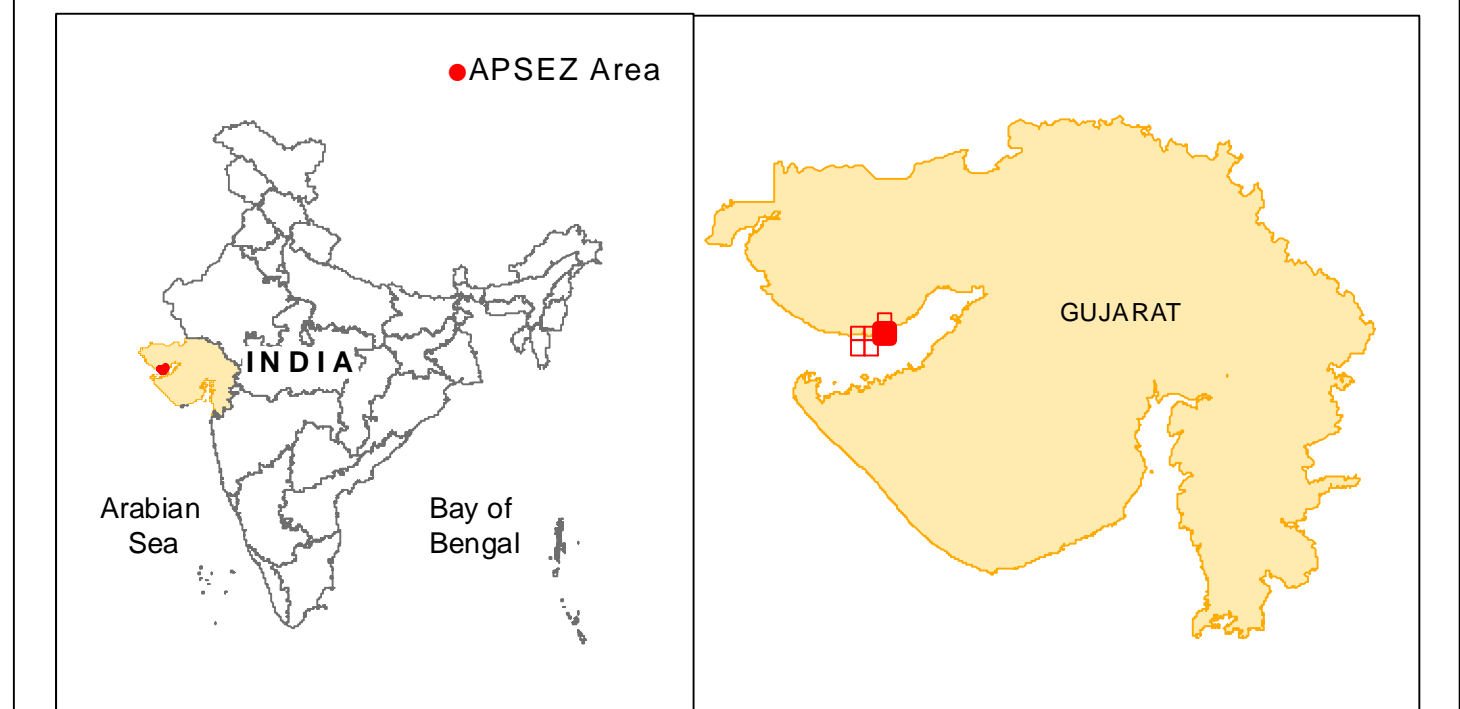 APSEZ Area
INDIA
Arabian
Sea
Bay of
Bengal
GUJARAT